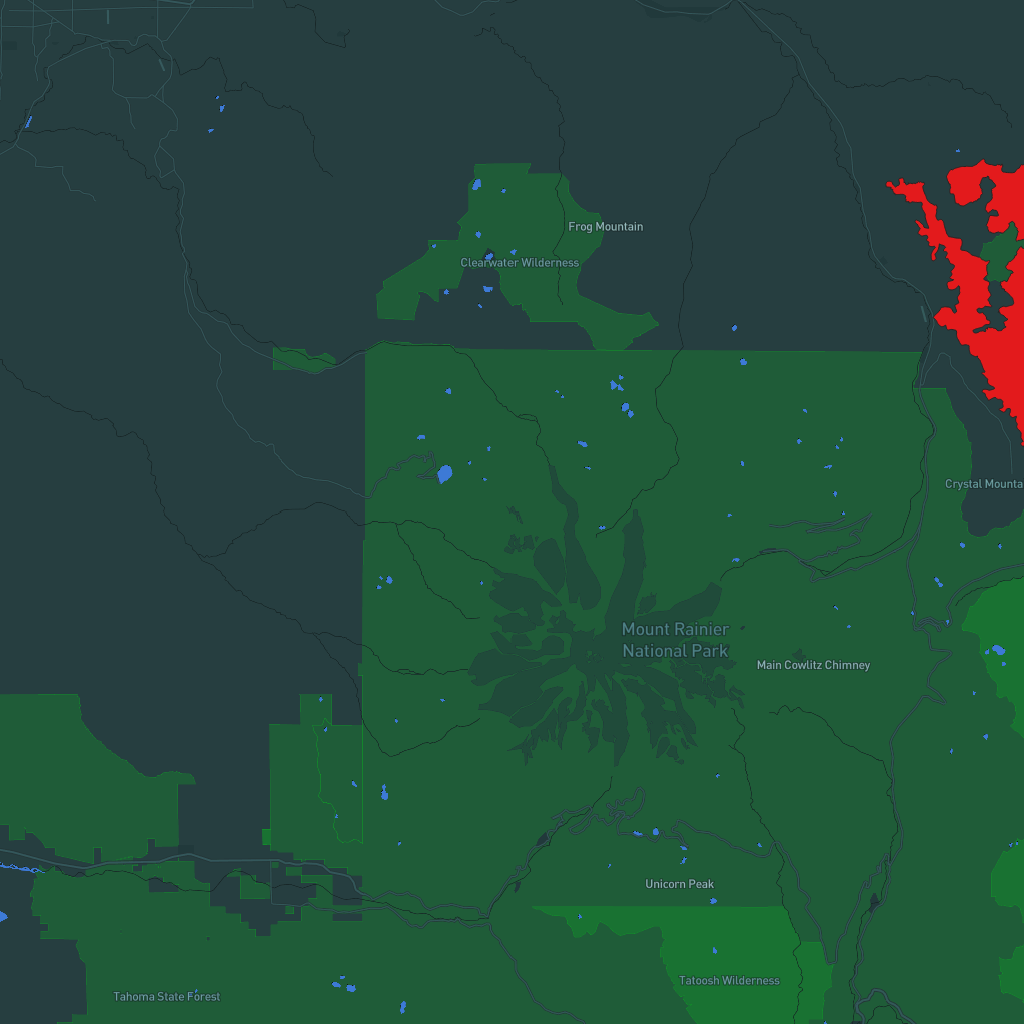 Frog Mountain
Clearwater Wilderness
Crystal Mounta
Mount Rainier
National Park
Main Cowlitz Chimney
Unicorn Peak
Tatoosh Wilderness
Tahoma State Forest